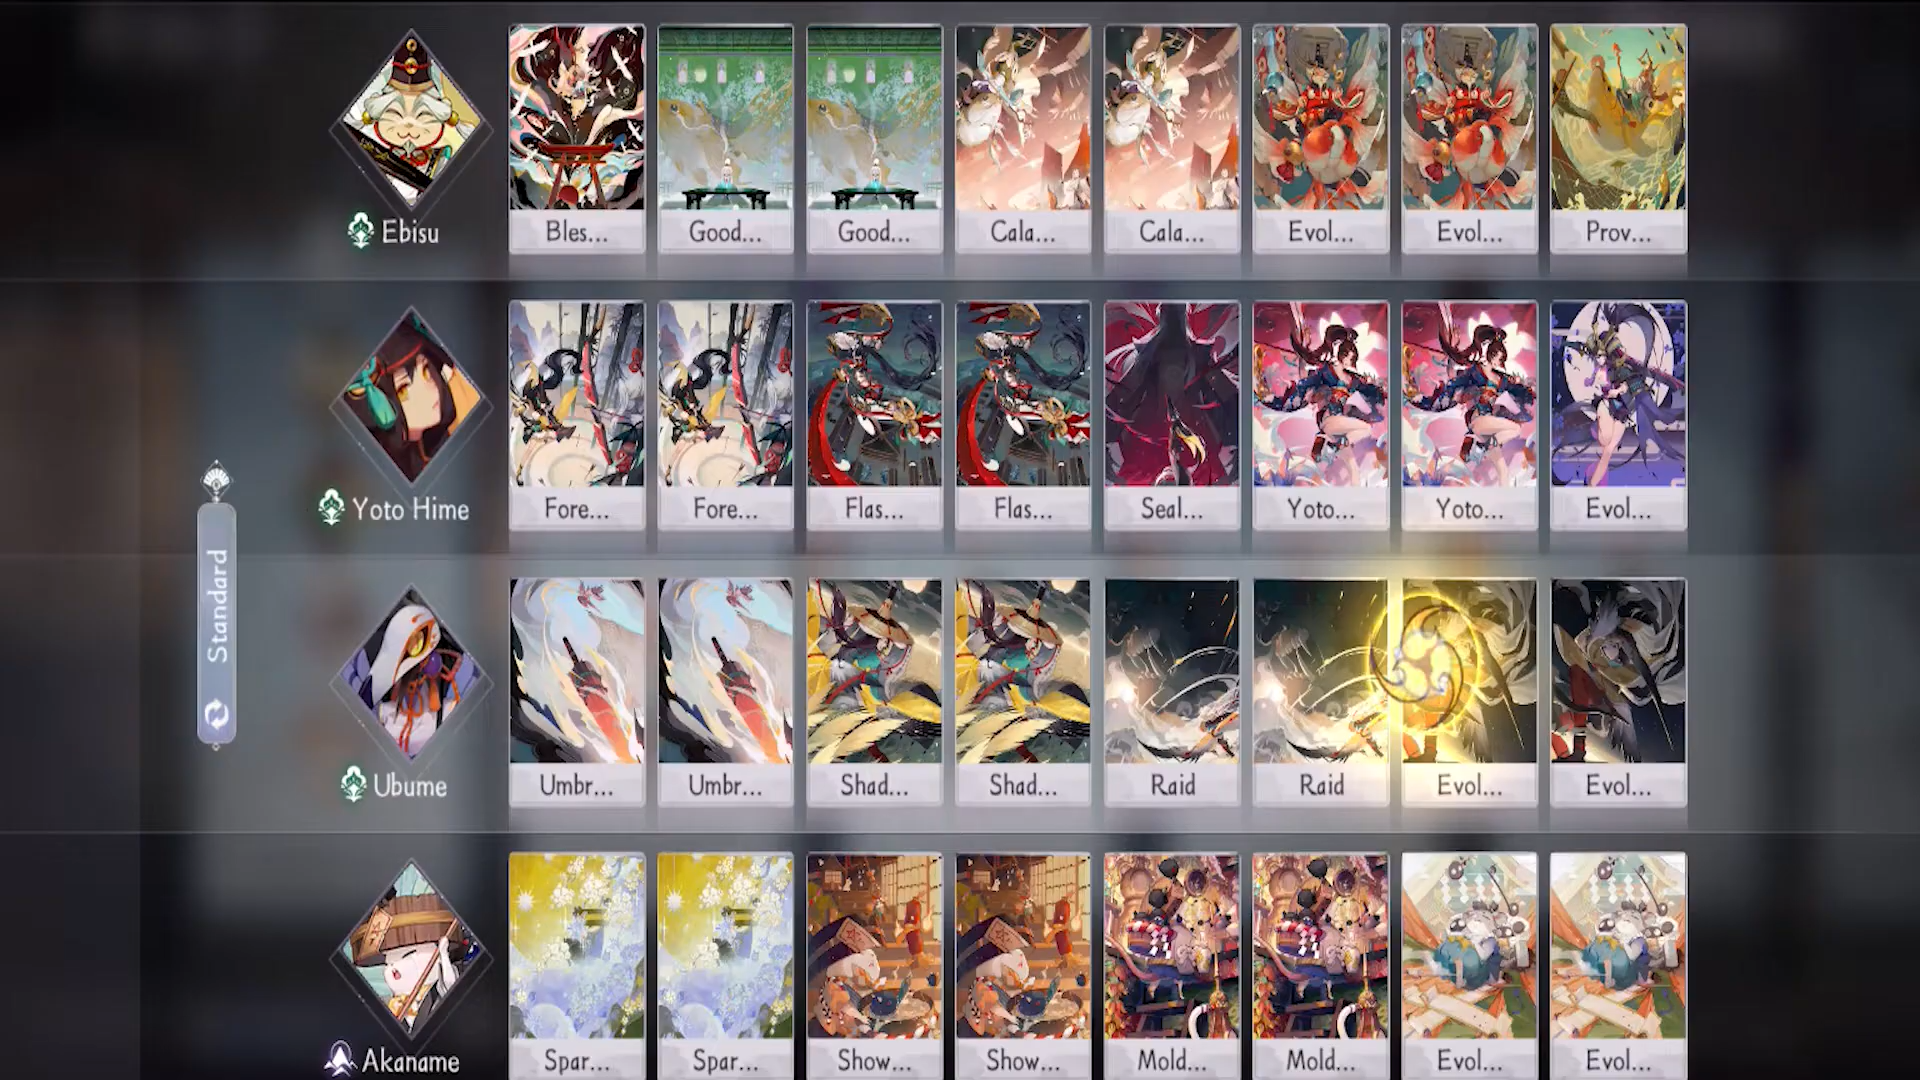 Ebisu
Bles... Good... Good... Cala... Cala... Evol... Evol... Prov...
Yoto Hime
Fore... Fore... Flas... Flas... Seal... Yoto... Yoto... Evol...
Standard
Ubume
Umbr... Umbr... Shad... Shad... Raid Raid Evol... Evol...
Akaname
Spar... Spar... Show... Show... Mold... Mold... Evol... Evol...